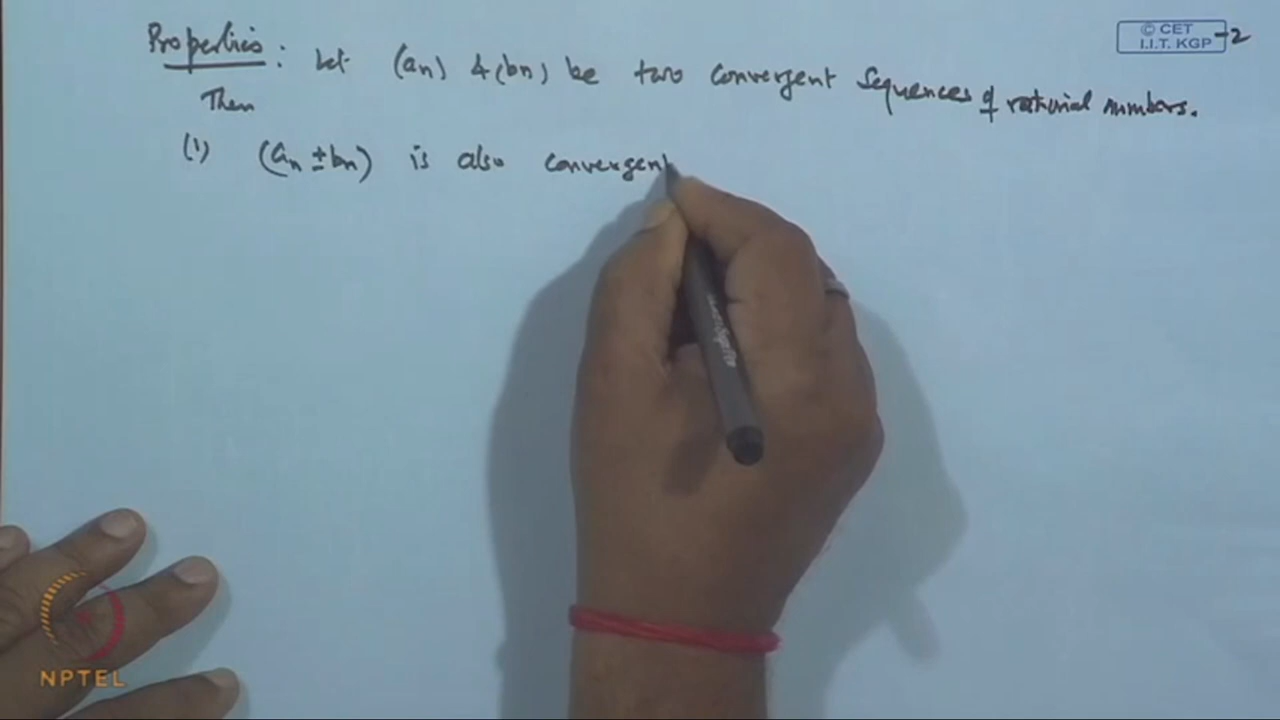 © CET
I.I.T. KGP
-2
Properties: Let (an) & (bn) be two convergent sequences of rational numbers.
Then
(1) (an ± bn) is also convergent
NPTEL